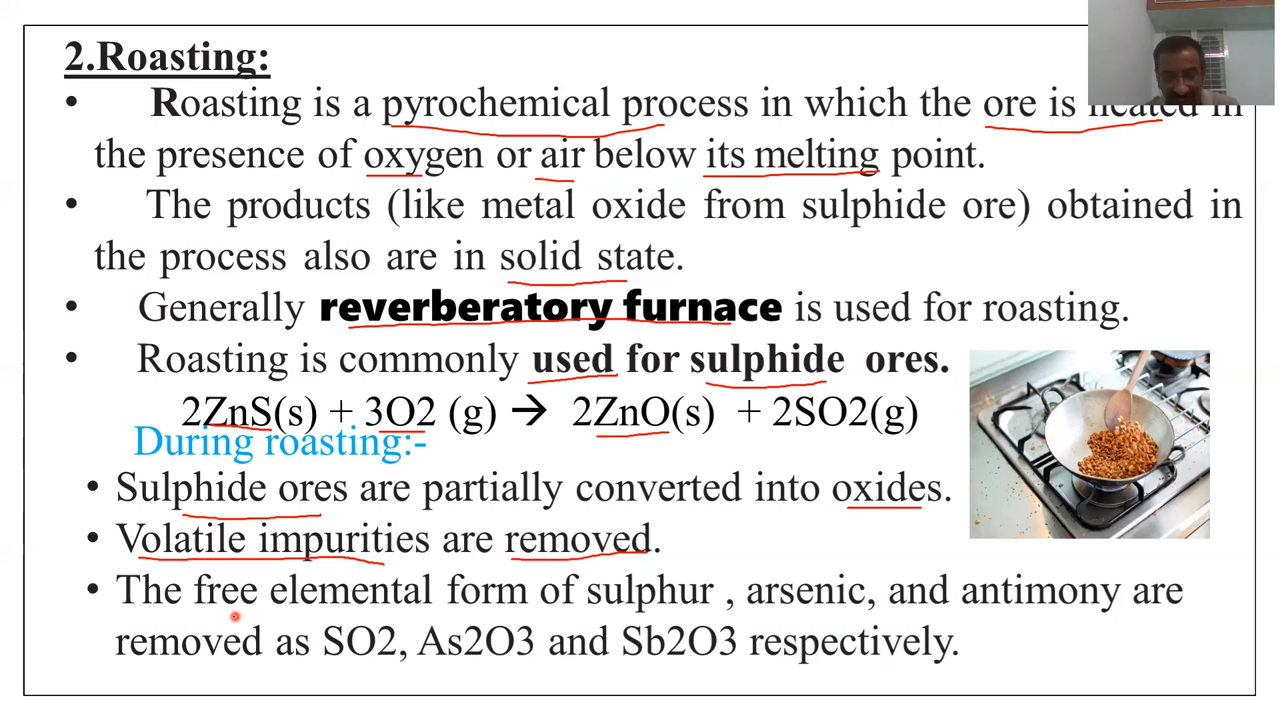 2.Roasting:
• Roasting is a pyrochemical process in which the ore is heated in
the presence of oxygen or air below its melting point.
• The products (like metal oxide from sulphide ore) obtained in
the process also are in solid state.
• Generally reverberatory furnace is used for roasting.
• Roasting is commonly used for sulphide ores.
2ZnS(s) + 3O2 (g) → 2ZnO(s) + 2SO2(g)
During roasting:-
• Sulphide ores are partially converted into oxides.
• Volatile impurities are removed.
• The free elemental form of sulphur , arsenic, and antimony are
removed as SO2, As2O3 and Sb2O3 respectively.